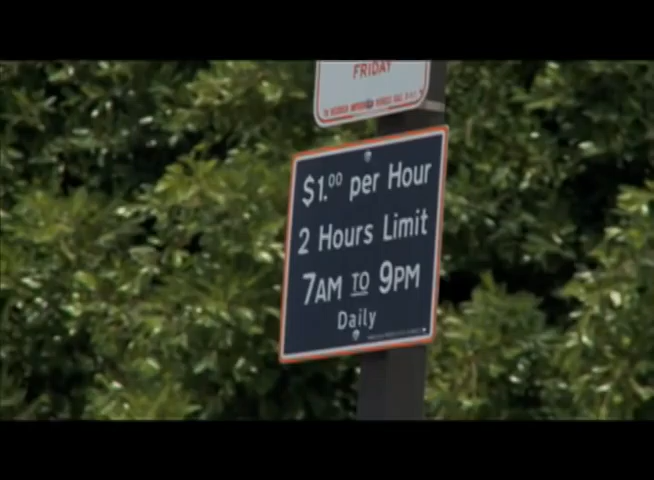 FRIDAY
$1.00 per Hour
2 Hours Limit
7AM TO 9PM
Daily